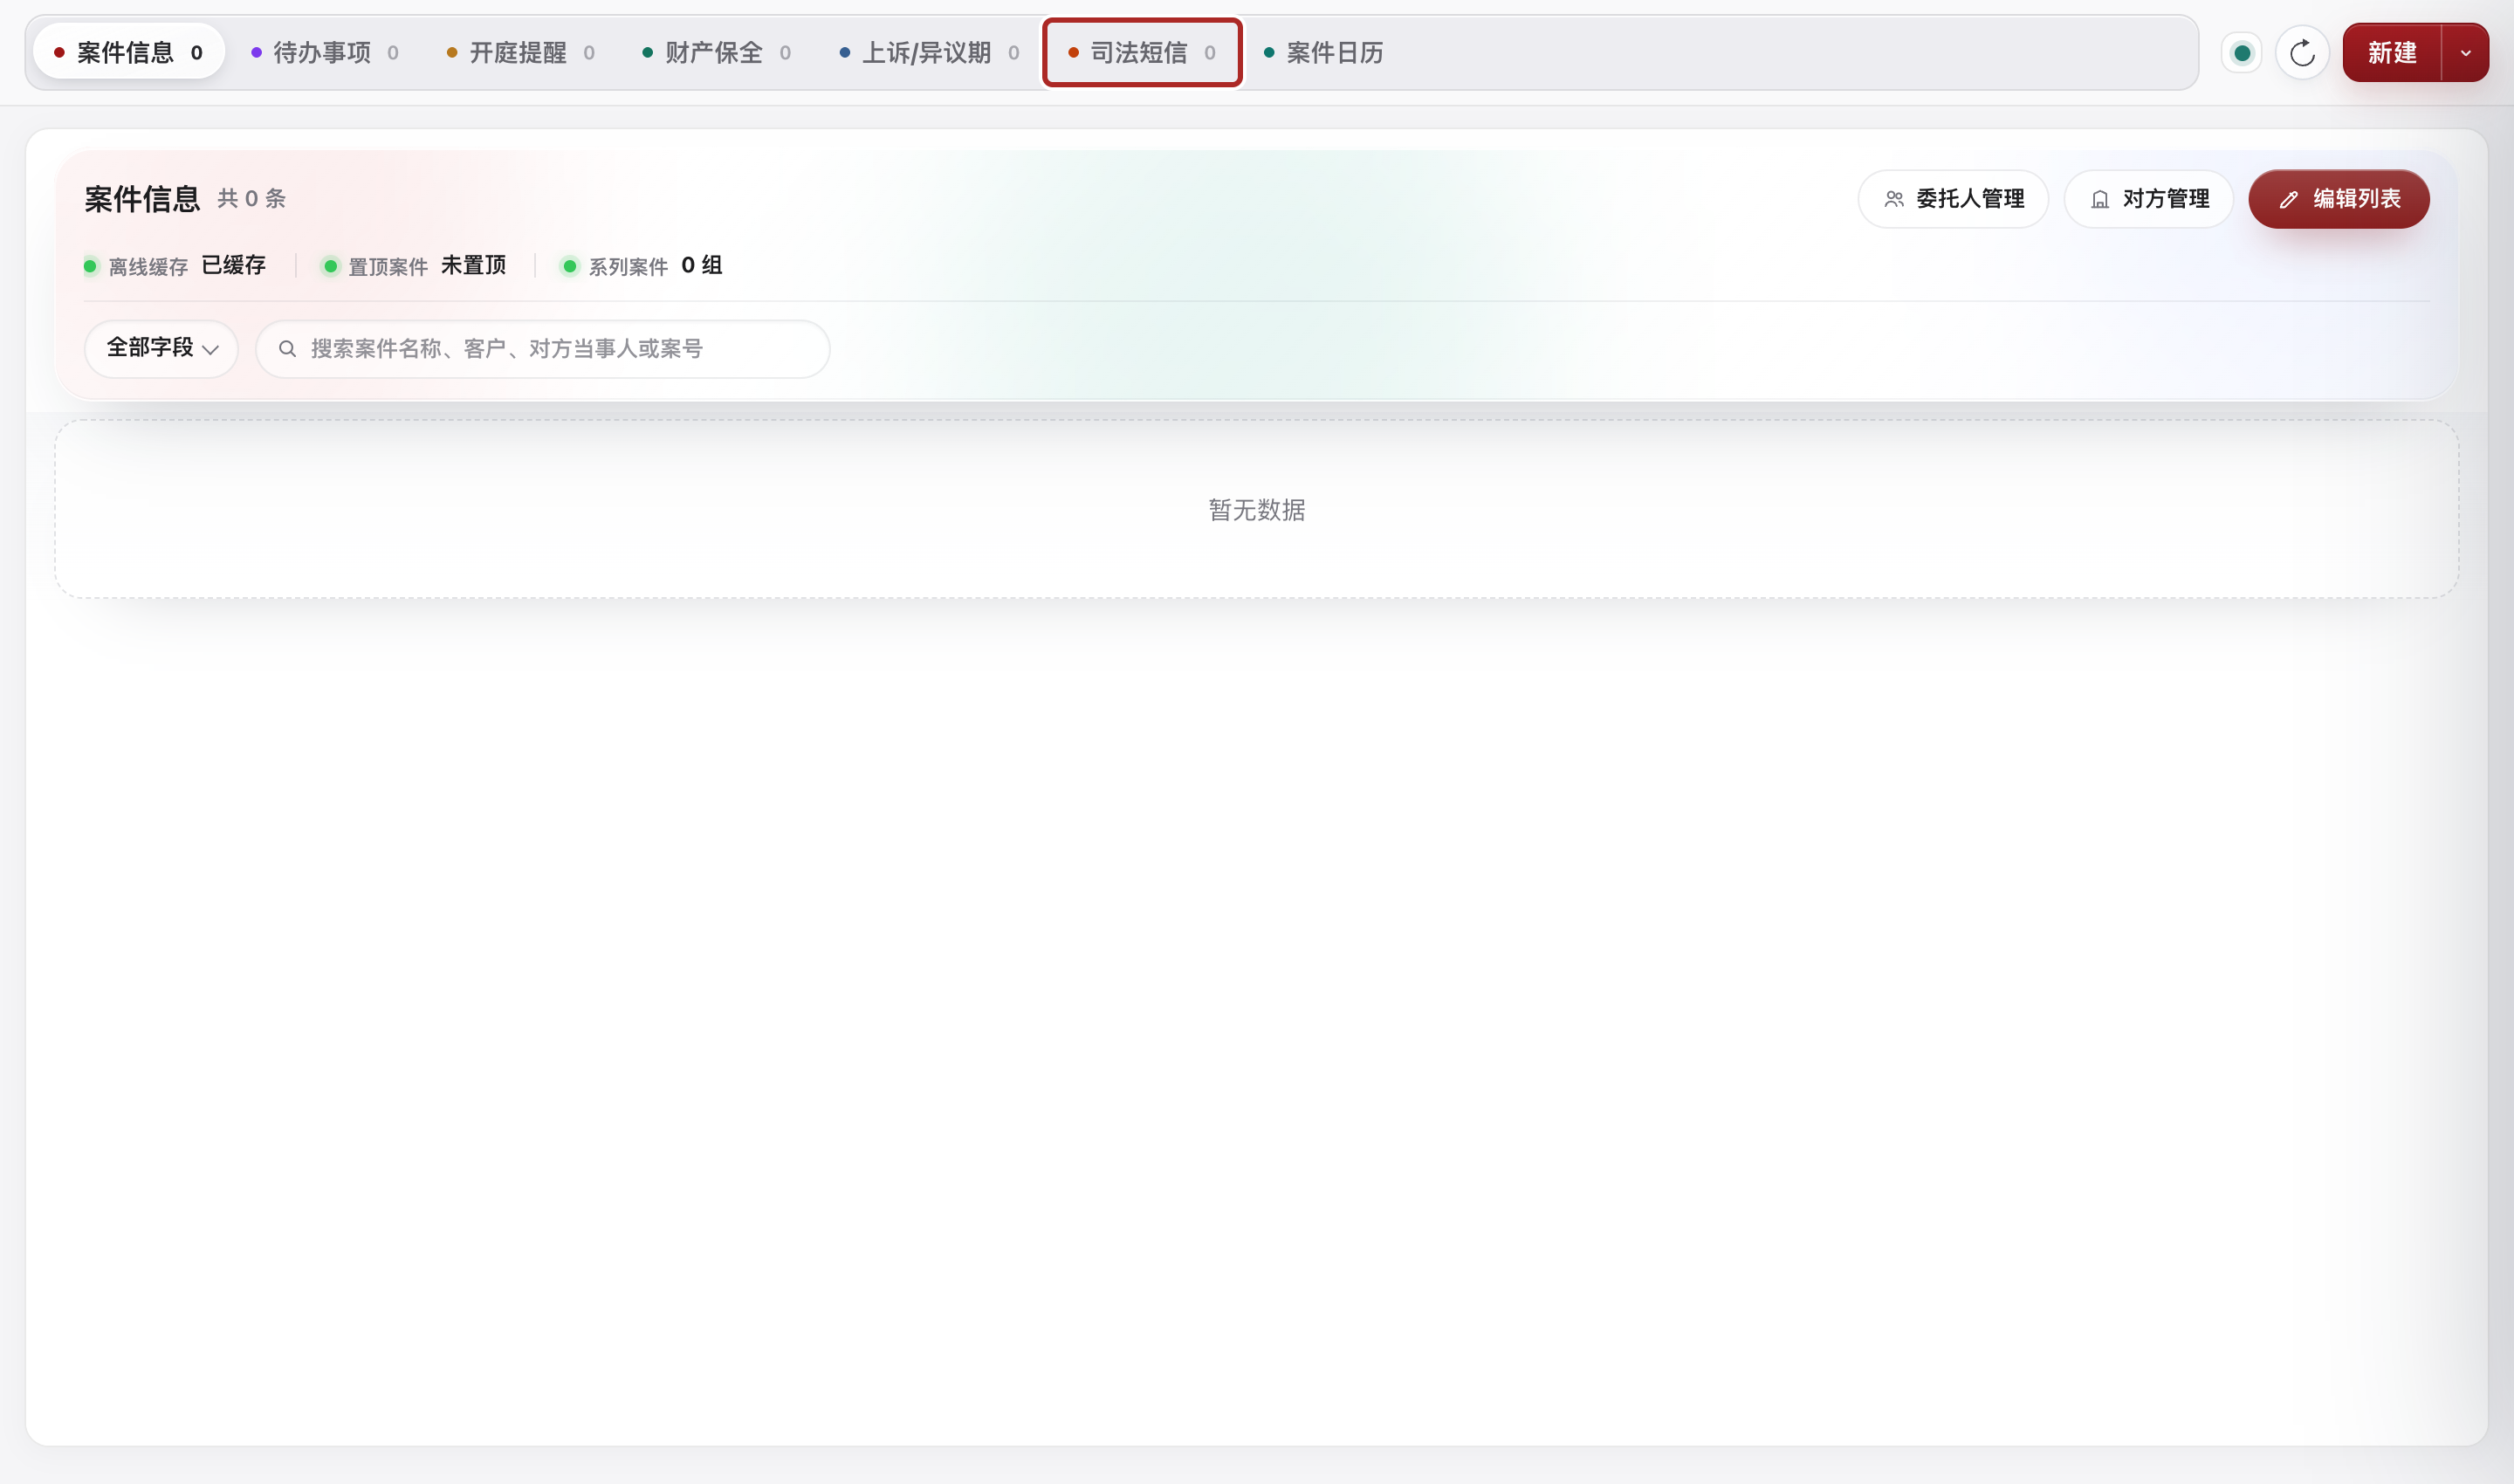 案件信息 0 待办事项 0 开庭提醒 0 财产保全 0 上诉/异议期 0 司法短信 0 案件日历 新建
案件信息 共 0 条 委托人管理 对方管理 编辑列表
离线缓存 已缓存 置顶案件 未置顶 系列案件 0 组
全部字段 搜索案件名称、客户、对方当事人或案号
暂无数据